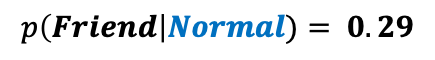 p(Friend|Normal) = 0.29